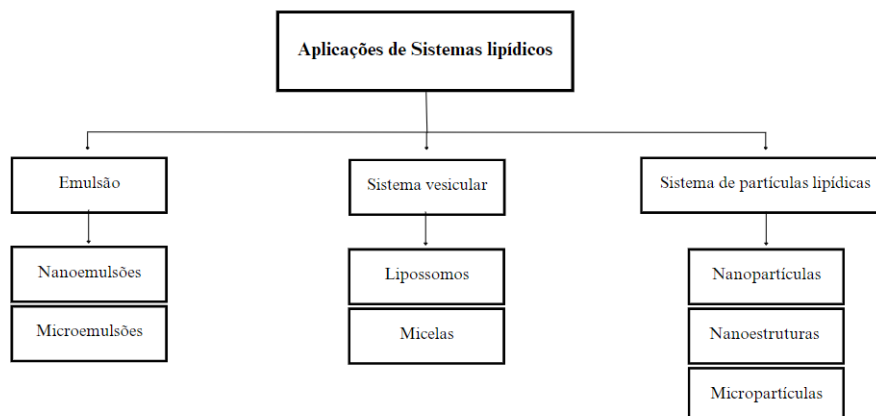 Aplicações de Sistemas lipídicos
Emulsão
Sistema vesicular
Sistema de partículas lipídicas
Nanoemulsões
Microemulsões
Lipossomos
Micelas
Nanopartículas
Nanoestruturas
Micropartículas